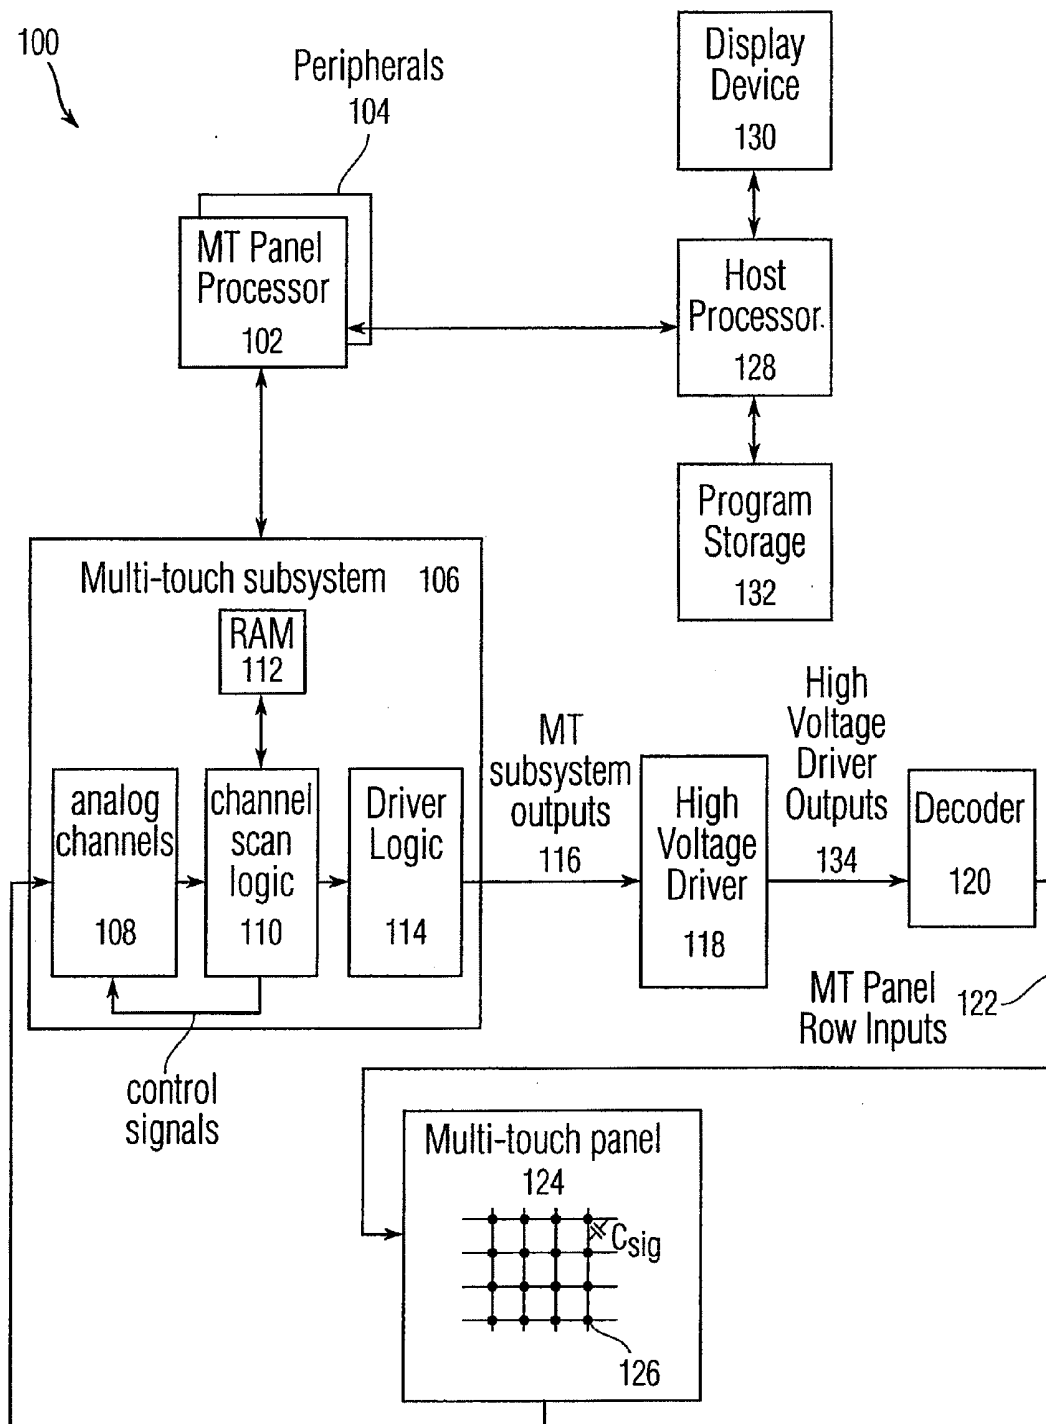 100
Peripherals
104
Display
Device
130
MT Panel
Processor
102
Host
Processor.
128
Program
Storage
132
Multi-touch subsystem 106
RAM
112
analog
channels
108
channel
scan
logic
110
Driver
Logic
114
MT
subsystem
outputs
116
High
Voltage
Driver
118
High
Voltage
Driver
Outputs
134
Decoder
120
MT Panel
Row Inputs
122
control
signals
Multi-touch panel
124
Csig
126